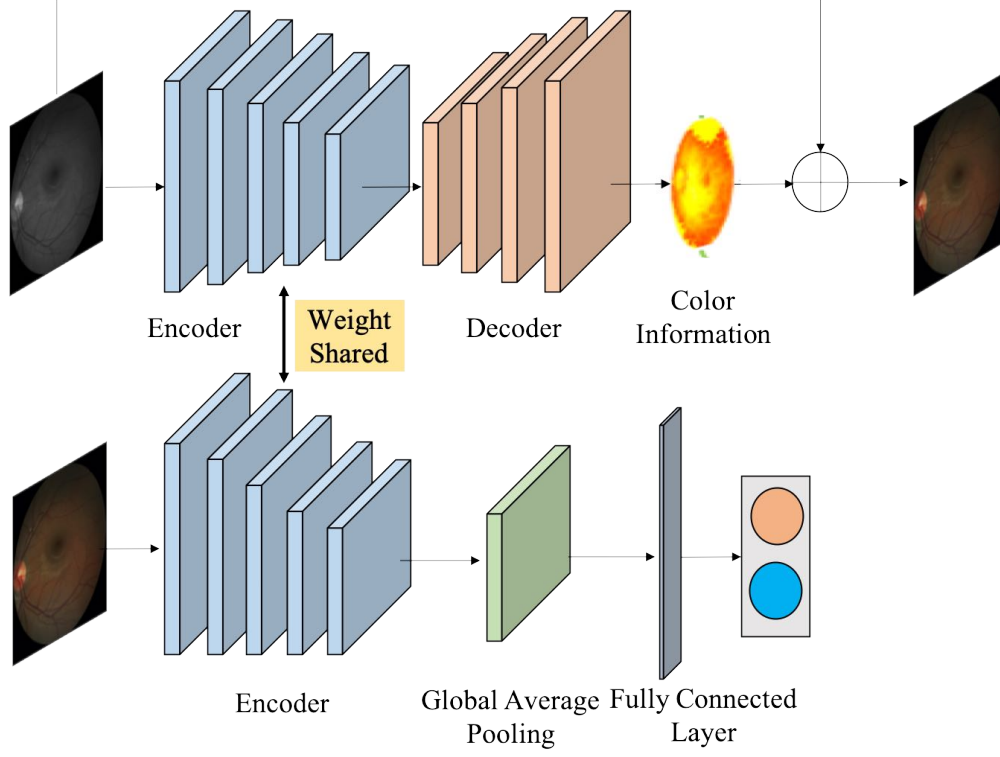 Encoder
Weight
Shared
Decoder
Color
Information
Encoder
Global Average
Pooling
Fully Connected
Layer